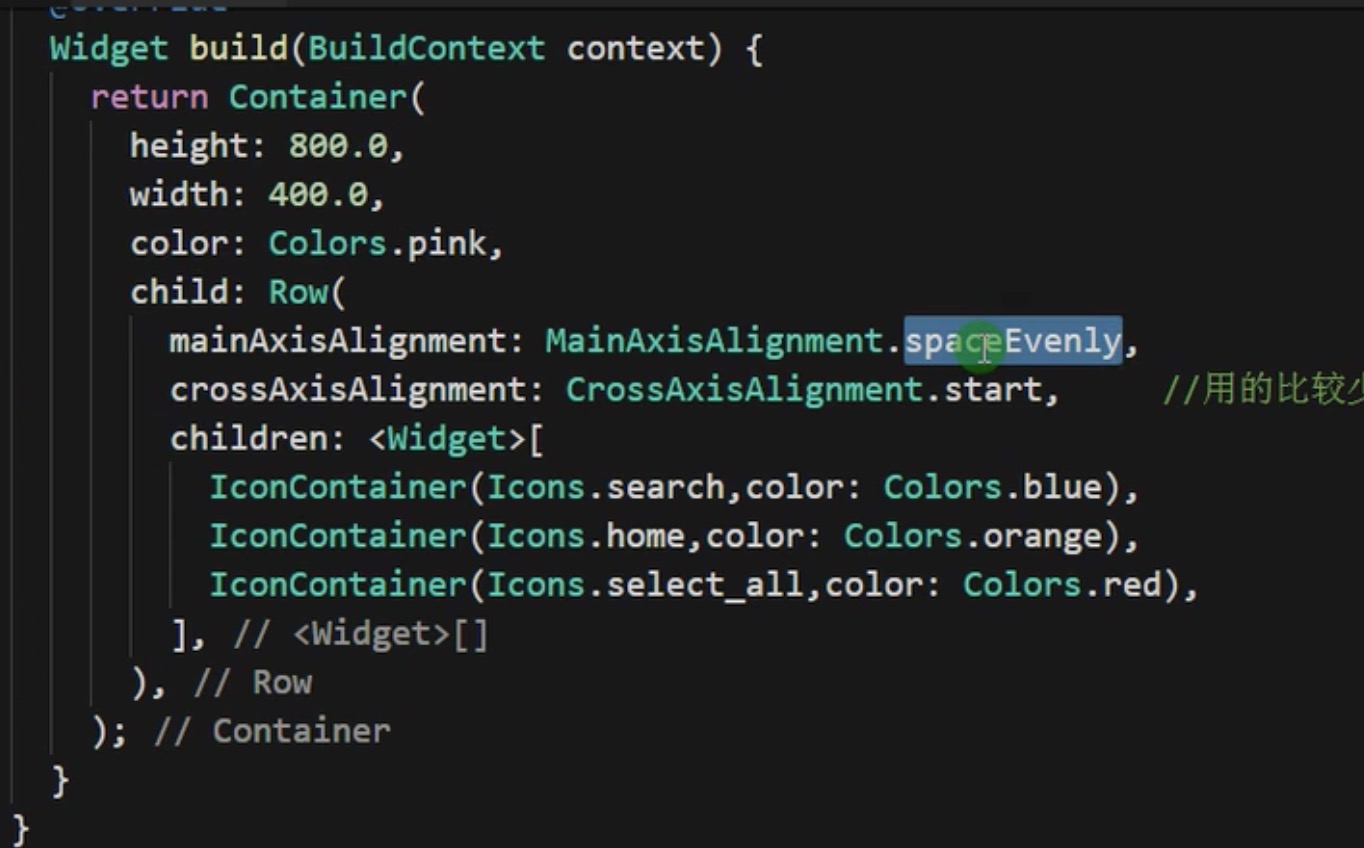 @override
Widget build(BuildContext context) {
return Container(
height: 800.0,
width: 400.0,
color: Colors.pink,
child: Row(
mainAxisAlignment: MainAxisAlignment.spaceEvenly,
crossAxisAlignment: CrossAxisAlignment.start, //用的比较少
children: <Widget>[
IconContainer(Icons.search,color: Colors.blue),
IconContainer(Icons.home,color: Colors.orange),
IconContainer(Icons.select_all,color: Colors.red),
], // <Widget>[]
), // Row
); // Container
}
}